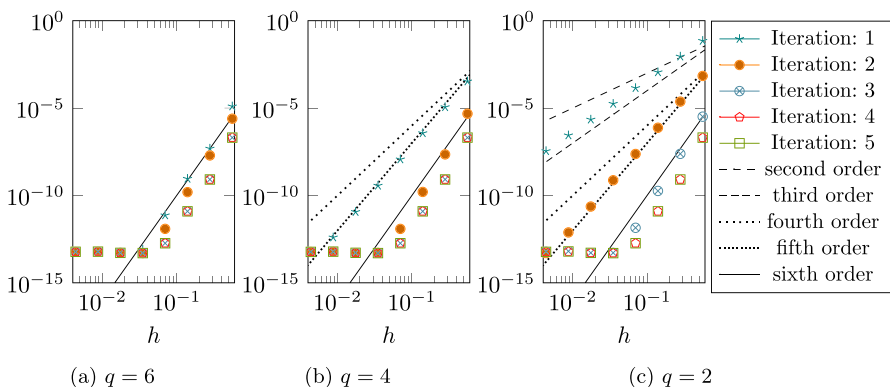 10^0
10^−5
10^−10
10^−15
10^−2
10^−1
h
(a) q = 6
10^0
10^−5
10^−10
10^−15
10^−2
10^−1
h
(b) q = 4
10^0
10^−5
10^−10
10^−15
10^−2
10^−1
h
(c) q = 2
Iteration: 1
Iteration: 2
Iteration: 3
Iteration: 4
Iteration: 5
second order
third order
fourth order
fifth order
sixth order